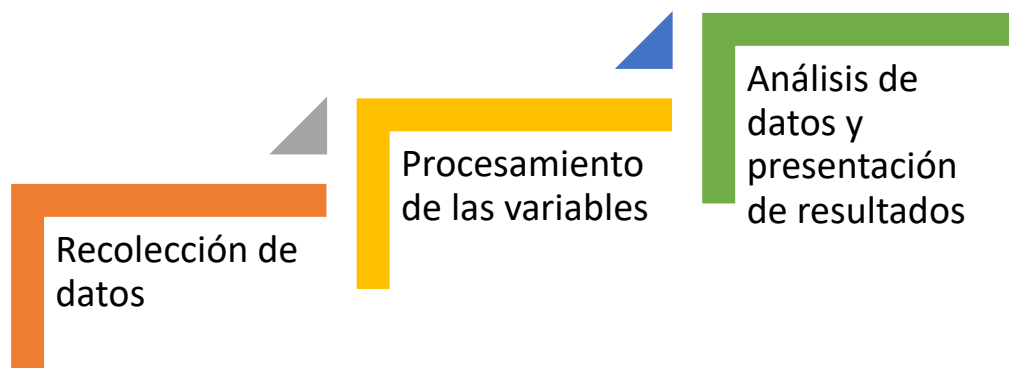 Recolección de
datos
Procesamiento
de las variables
Análisis de
datos y
presentación
de resultados